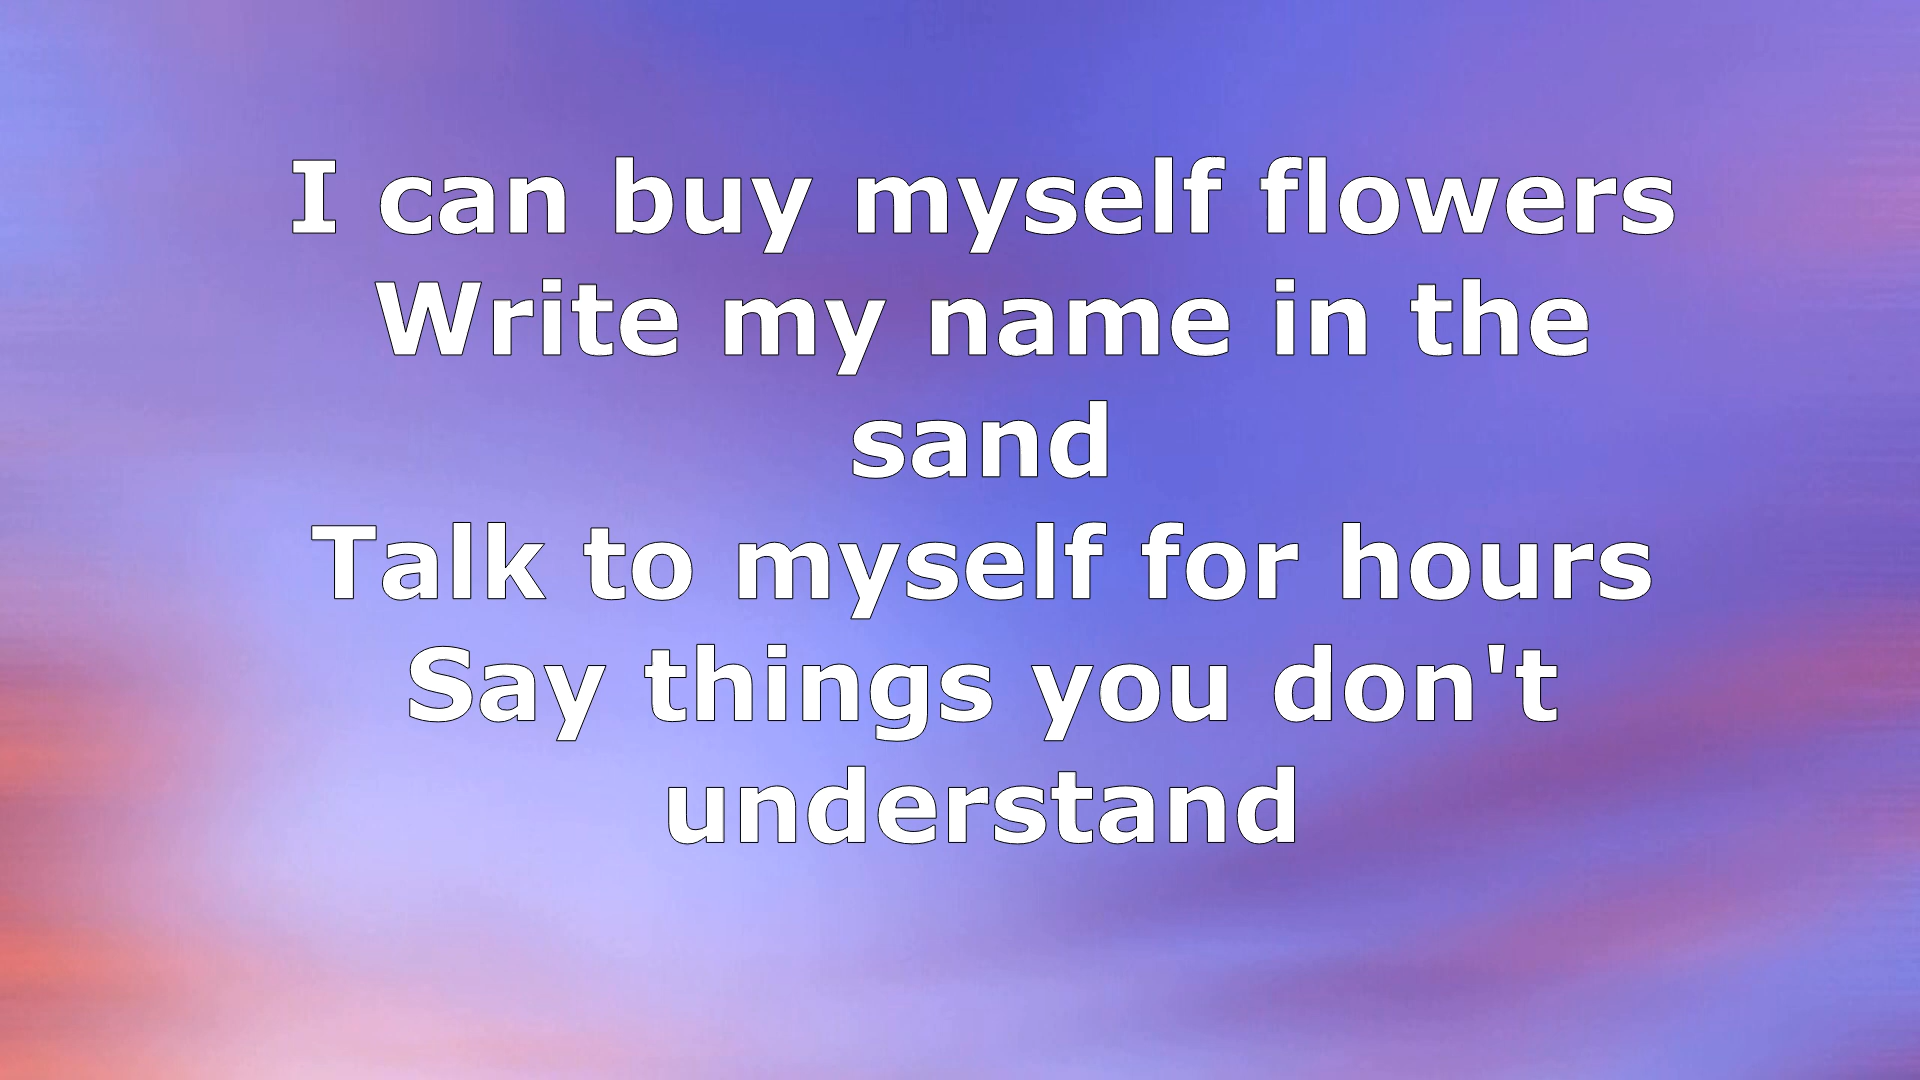 I can buy myself flowers
Write my name in the
sand
Talk to myself for hours
Say things you don't
understand